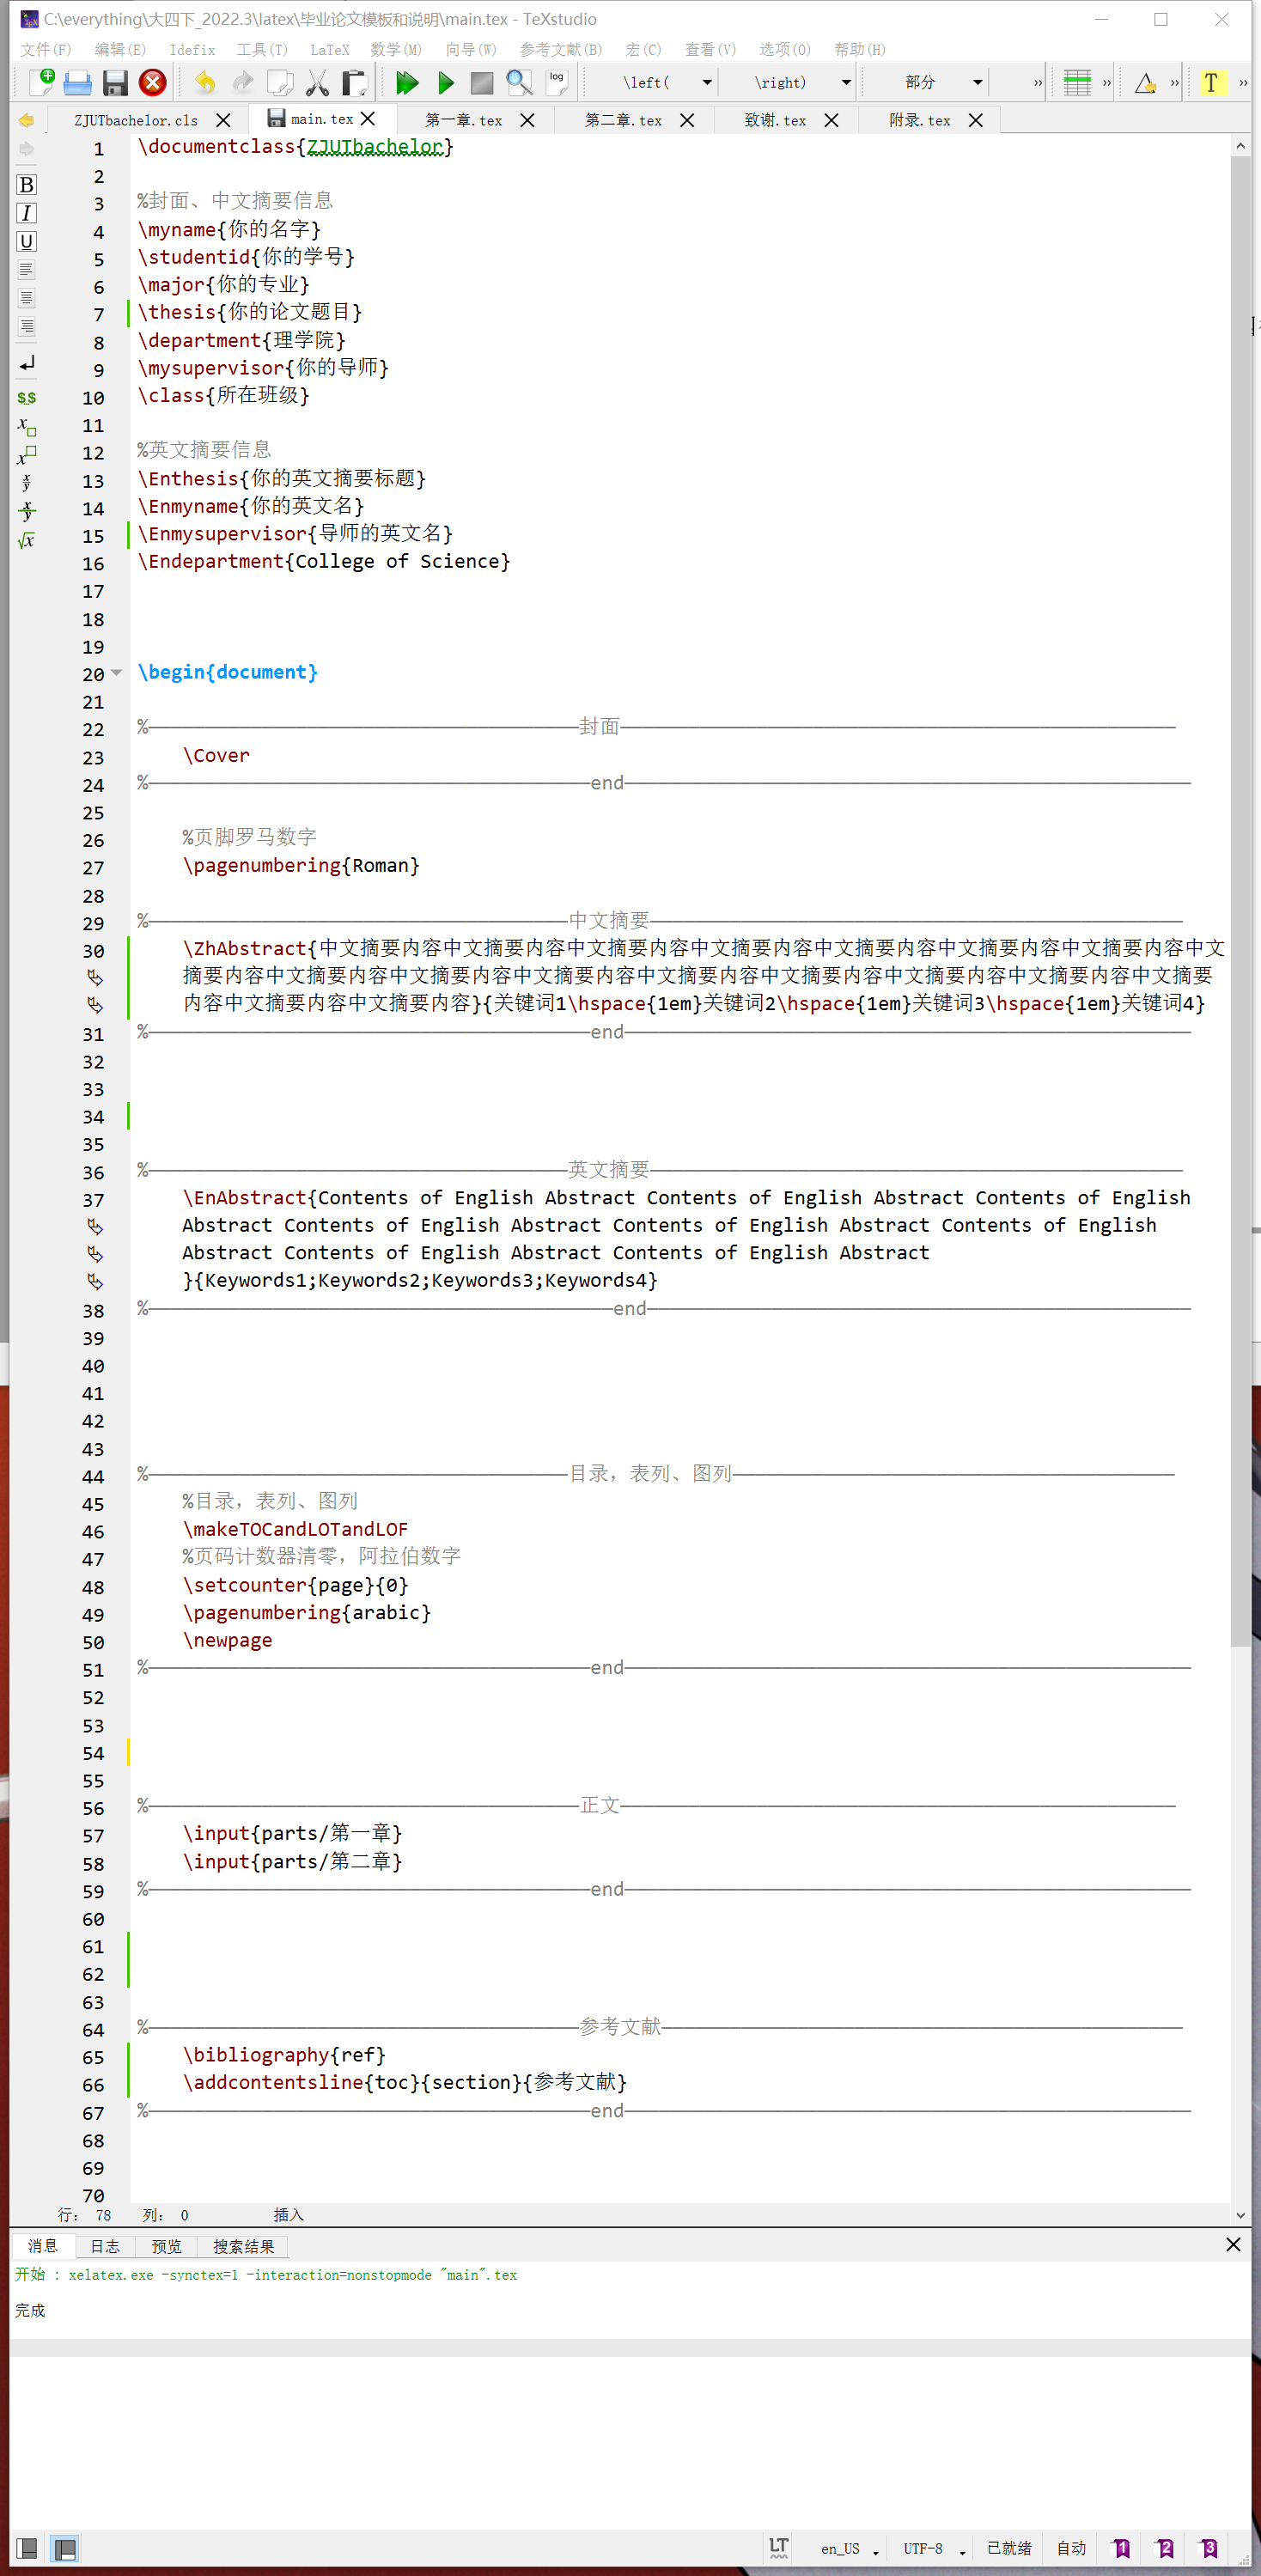 C:\everything\大四下_2022.3\latex\毕业论文模板和说明\main.tex - TeXstudio
文件(F) 编辑(E) Idefix 工具(T) LaTeX 数学(M) 向导(W) 参考文献(B) 宏(C) 查看(V) 选项(O) 帮助(H)
log \left( \right) 部分 » » » T »
ZJUTbachelor.cls main.tex 第一章.tex 第二章.tex 致谢.tex 附录.tex
1 \documentclass{ZJUTbachelor}
2
3 %封面、中文摘要信息
4 \myname{你的名字}
5 \studentid{你的学号}
6 \major{你的专业}
7 \thesis{你的论文题目}
8 \department{理学院}
9 \mysupervisor{你的导师}
10 \class{所在班级}
11
12 %英文摘要信息
13 \Enthesis{你的英文摘要标题}
14 \Enmyname{你的英文名}
15 \Enmysupervisor{导师的英文名}
16 \Endepartment{College of Science}
17
18
19
20 \begin{document}
21
22 %——————————封面——————————
23 \Cover
24 %——————————end——————————
25
26 %页脚罗马数字
27 \pagenumbering{Roman}
28
29 %——————————中文摘要——————————
30 \ZhAbstract{中文摘要内容中文摘要内容中文摘要内容中文摘要内容中文摘要内容中文摘要内容中文摘要内容中文
摘要内容中文摘要内容中文摘要内容中文摘要内容中文摘要内容中文摘要内容中文摘要内容中文摘要内容中文摘要
内容中文摘要内容中文摘要内容}{关键词1\hspace{1em}关键词2\hspace{1em}关键词3\hspace{1em}关键词4}
31 %——————————end——————————
32
33
34
35
36 %——————————英文摘要——————————
37 \EnAbstract{Contents of English Abstract Contents of English Abstract Contents of English
Abstract Contents of English Abstract Contents of English Abstract Contents of English
Abstract Contents of English Abstract Contents of English Abstract
}{Keywords1;Keywords2;Keywords3;Keywords4}
38 %——————————end——————————
39
40
41
42
43
44 %——————————目录，表列、图列——————————
45 %目录，表列、图列
46 \makeTOCandLOTandLOF
47 %页码计数器清零，阿拉伯数字
48 \setcounter{page}{0}
49 \pagenumbering{arabic}
50 \newpage
51 %——————————end——————————
52
53
54
55
56 %——————————正文——————————
57 \input{parts/第一章}
58 \input{parts/第二章}
59 %——————————end——————————
60
61
62
63
64 %——————————参考文献——————————
65 \bibliography{ref}
66 \addcontentsline{toc}{section}{参考文献}
67 %——————————end——————————
68
69
70
行: 78 列: 0 插入
消息 日志 预览 搜索结果
开始 : xelatex.exe -synctex=1 -interaction=nonstopmode "main".tex
完成
LT en_US UTF-8 已就绪 自动 1 2 3